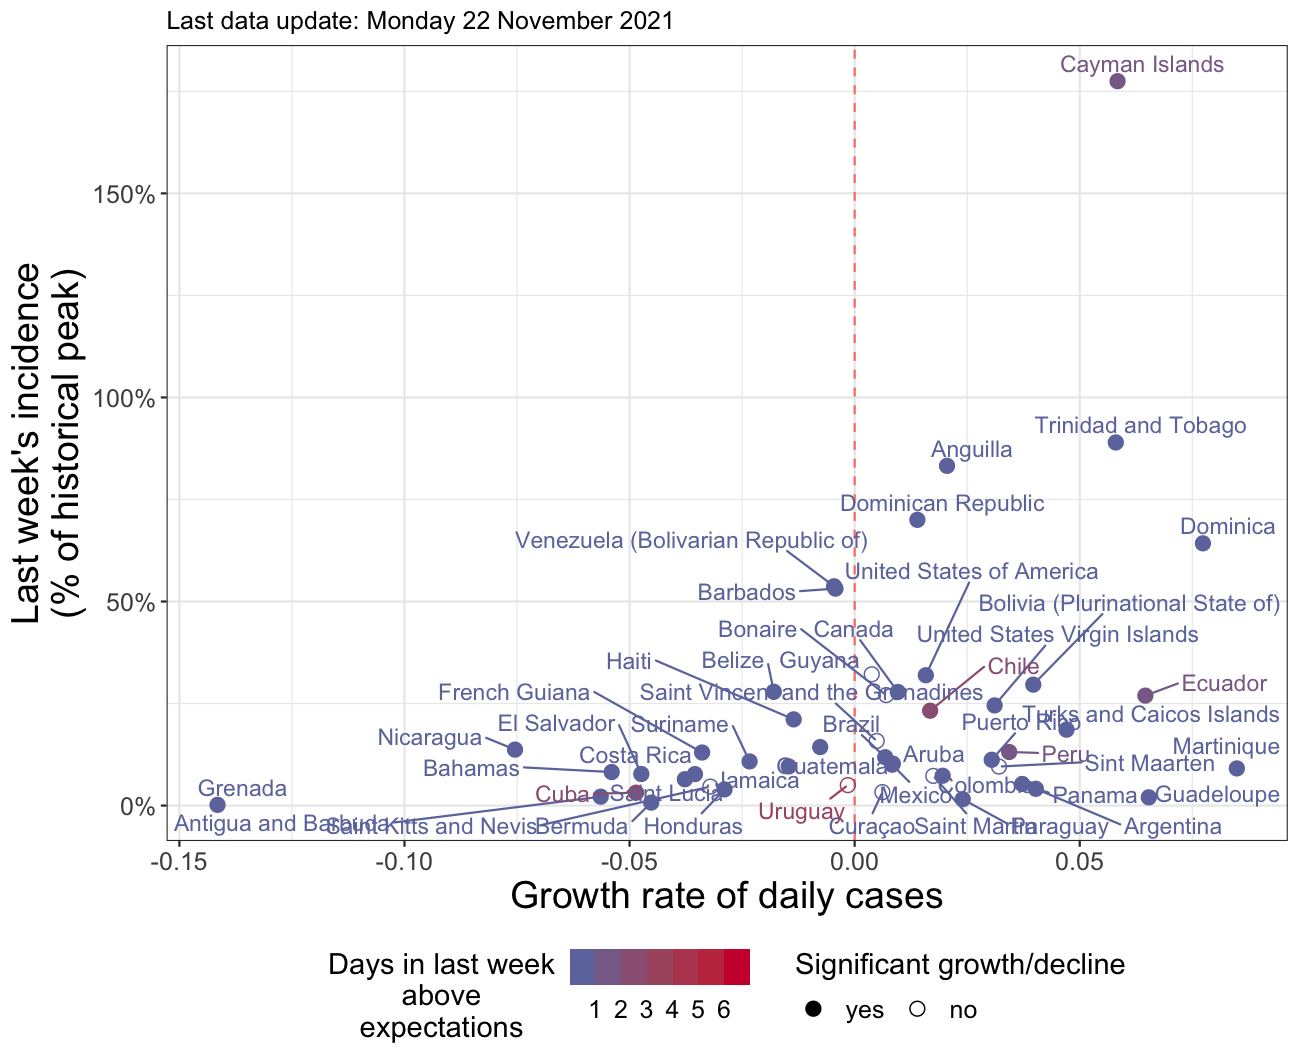 Last data update: Monday 22 November 2021
Last week's incidence
(% of historical peak)
150%
100%
50%
0%
Cayman Islands
Trinidad and Tobago
Anguilla
Dominican Republic
Dominica
Venezuela (Bolivarian Republic of)
United States of America
Barbados
Bolivia (Plurinational State of)
Bonaire
Canada
United States Virgin Islands
Haiti
Belize
Guyana
Chile
Ecuador
French Guiana
Saint Vincent and the Grenadines
El Salvador
Suriname
Brazil
Puerto Rico
Turks and Caicos Islands
Nicaragua
Costa Rica
Aruba
Peru
Martinique
Bahamas
Guatemala
Sint Maarten
Grenada
Cuba
Saint Lucia
Jamaica
Mexico
Colombia
Panama
Guadeloupe
Uruguay
Antigua and Barbuda
Saint Kitts and Nevis
Bermuda
Honduras
Curaçao
Saint Martin
Paraguay
Argentina
-0.15
-0.10
-0.05
0.00
0.05
Growth rate of daily cases
Days in last week
above
expectations
1 2 3 4 5 6
Significant growth/decline
yes
no